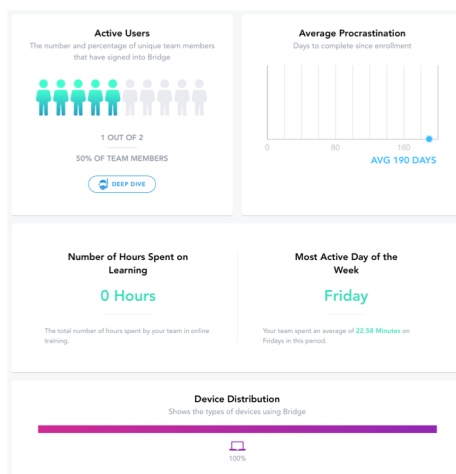 Active Users
The number and percentage of unique team members
that have signed into Bridge
1 OUT OF 2
50% OF TEAM MEMBERS
DEEP DIVE
Average Procrastination
Days to complete since enrollment
0 80 160
AVG 190 DAYS
Number of Hours Spent on
Learning
0 Hours
The total number of hours spent by your team in online
training.
Most Active Day of the
Week
Friday
Your team spent an average of 22.58 Minutes on
Fridays in this period.
Device Distribution
Shows the types of devices using Bridge
100%